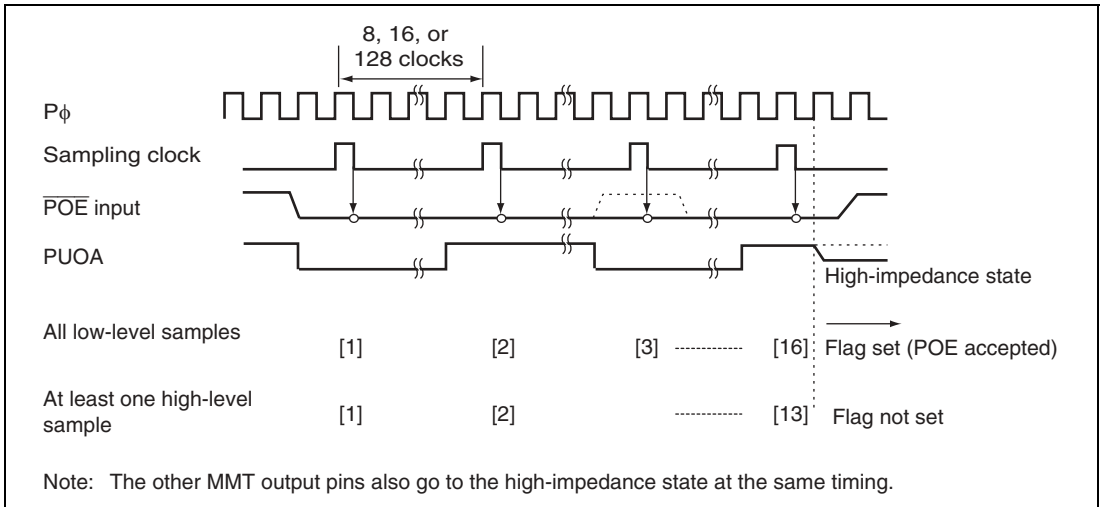 8, 16, or
128 clocks
Pϕ
Sampling clock
POE input
PUOA
High-impedance state
All low-level samples [1] [2] [3] [16] Flag set (POE accepted)
At least one high-level
sample [1] [2] [13] Flag not set
Note: The other MMT output pins also go to the high-impedance state at the same timing.